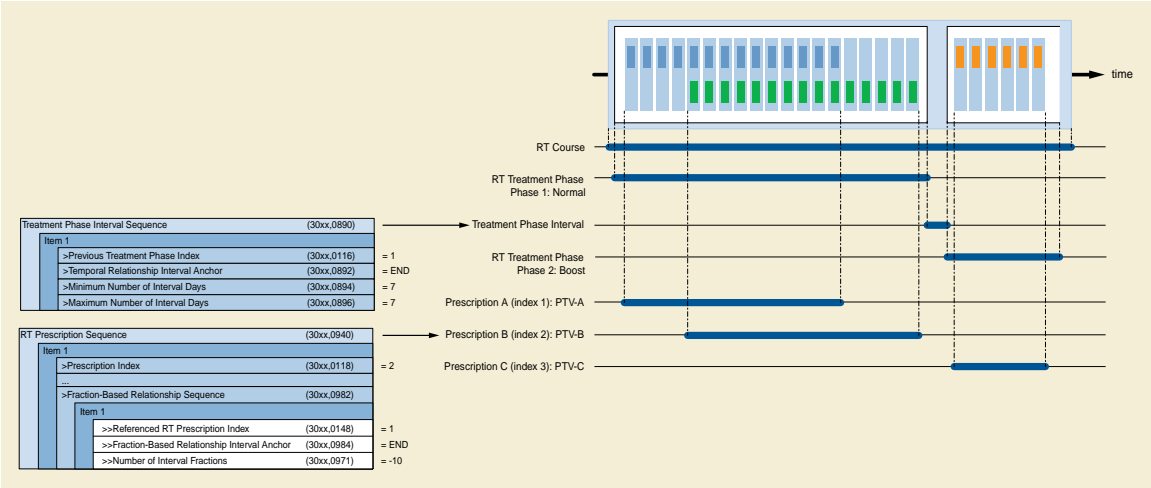 time
RT Course
RT Treatment Phase
Phase 1: Normal
Treatment Phase Interval
RT Treatment Phase
Phase 2: Boost
Prescription A (index 1): PTV-A
Prescription B (index 2): PTV-B
Prescription C (index 3): PTV-C
Treatment Phase Interval Sequence (30xx,0890)
Item 1
>Previous Treatment Phase Index (30xx,0116) = 1
>Temporal Relationship Interval Anchor (30xx,0892) = END
>Minimum Number of Interval Days (30xx,0894) = 7
>Maximum Number of Interval Days (30xx,0896) = 7
RT Prescription Sequence (30xx,0940)
Item 1
>Prescription Index (30xx,0118) = 2
...
>Fraction-Based Relationship Sequence (30xx,0982)
Item 1
>>Referenced RT Prescription Index (30xx,0148) = 1
>>Fraction-Based Relationship Interval Anchor (30xx,0984) = END
>>Number of Interval Fractions (30xx,0971) = -10